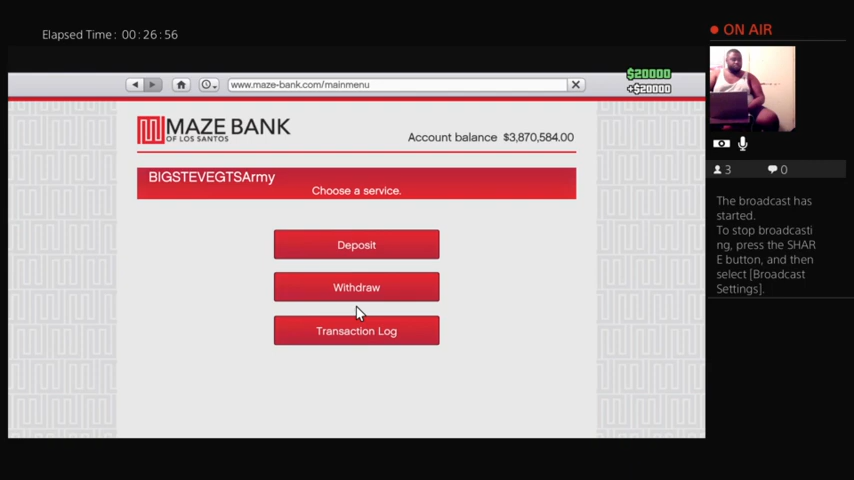 Elapsed Time : 00:26:56
ON AIR
www.maze-bank.com/mainmenu
$20000
+$20000
MAZE BANK
OF LOS SANTOS
Account balance $3,870,584.00
BIGSTEVEGTSArmy
Choose a service.
Deposit
Withdraw
Transaction Log
3
0
The broadcast has
started.
To stop broadcasti
ng, press the SHAR
E button, and then
select [Broadcast
Settings].